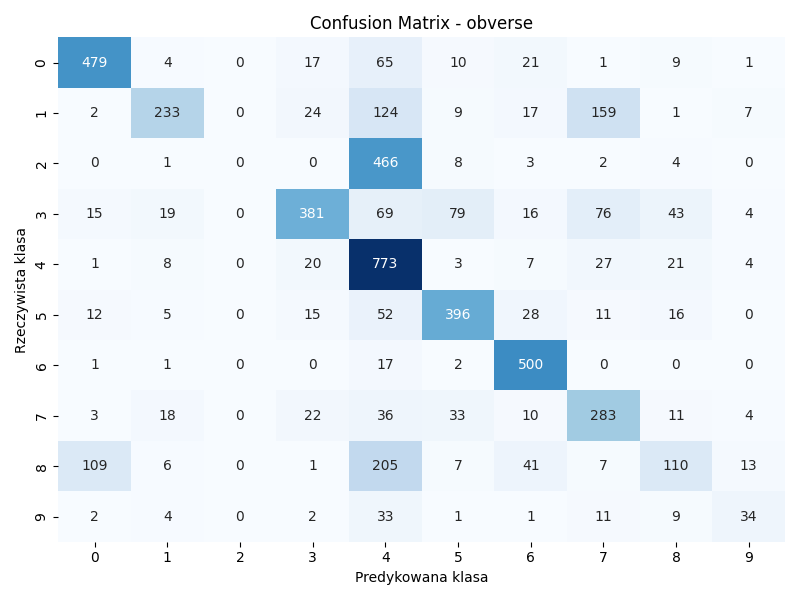 Confusion Matrix - obverse
Rzeczywista klasa
0 479 4 0 17 65 10 21 1 9 1
1 2 233 0 24 124 9 17 159 1 7
2 0 1 0 0 466 8 3 2 4 0
3 15 19 0 381 69 79 16 76 43 4
4 1 8 0 20 773 3 7 27 21 4
5 12 5 0 15 52 396 28 11 16 0
6 1 1 0 0 17 2 500 0 0 0
7 3 18 0 22 36 33 10 283 11 4
8 109 6 0 1 205 7 41 7 110 13
9 2 4 0 2 33 1 1 11 9 34
0 1 2 3 4 5 6 7 8 9
Predykowana klasa